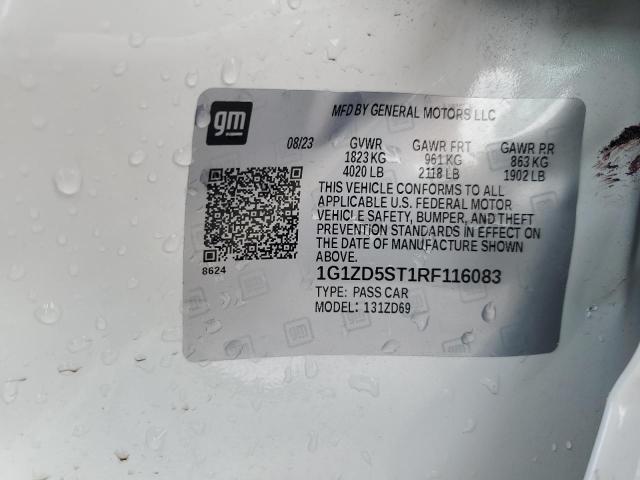 gm
MFD BY GENERAL MOTORS LLC
08/23 GVWR GAWR FRT GAWR RR
1823 KG 961 KG 863 KG
4020 LB 2118 LB 1902 LB
THIS VEHICLE CONFORMS TO ALL
APPLICABLE U.S. FEDERAL MOTOR
VEHICLE SAFETY, BUMPER, AND THEFT
PREVENTION STANDARDS IN EFFECT ON
THE DATE OF MANUFACTURE SHOWN
ABOVE.
8624
1G1ZD5ST1RF116083
TYPE: PASS CAR
MODEL: 131ZD69